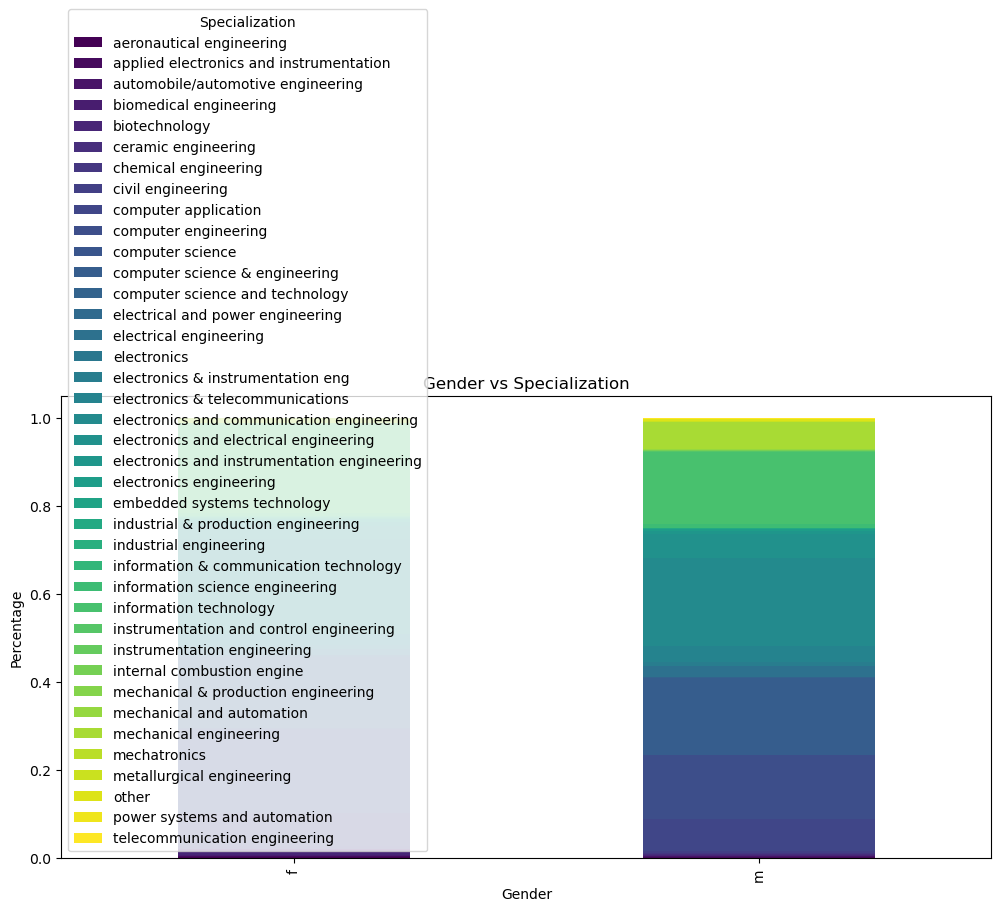 Specialization
aeronautical engineering
applied electronics and instrumentation
automobile/automotive engineering
biomedical engineering
biotechnology
ceramic engineering
chemical engineering
civil engineering
computer application
computer engineering
computer science
computer science & engineering
computer science and technology
electrical and power engineering
electrical engineering
electronics
electronics & instrumentation eng
electronics & telecommunications
electronics and communication engineering
electronics and electrical engineering
electronics and instrumentation engineering
electronics engineering
embedded systems technology
industrial & production engineering
industrial engineering
information & communication technology
information science engineering
information technology
instrumentation and control engineering
instrumentation engineering
internal combustion engine
mechanical & production engineering
mechanical and automation
mechanical engineering
mechatronics
metallurgical engineering
other
power systems and automation
telecommunication engineering
Gender vs Specialization
Percentage
1.0
0.8
0.6
0.4
0.2
0.0
f
m
Gender